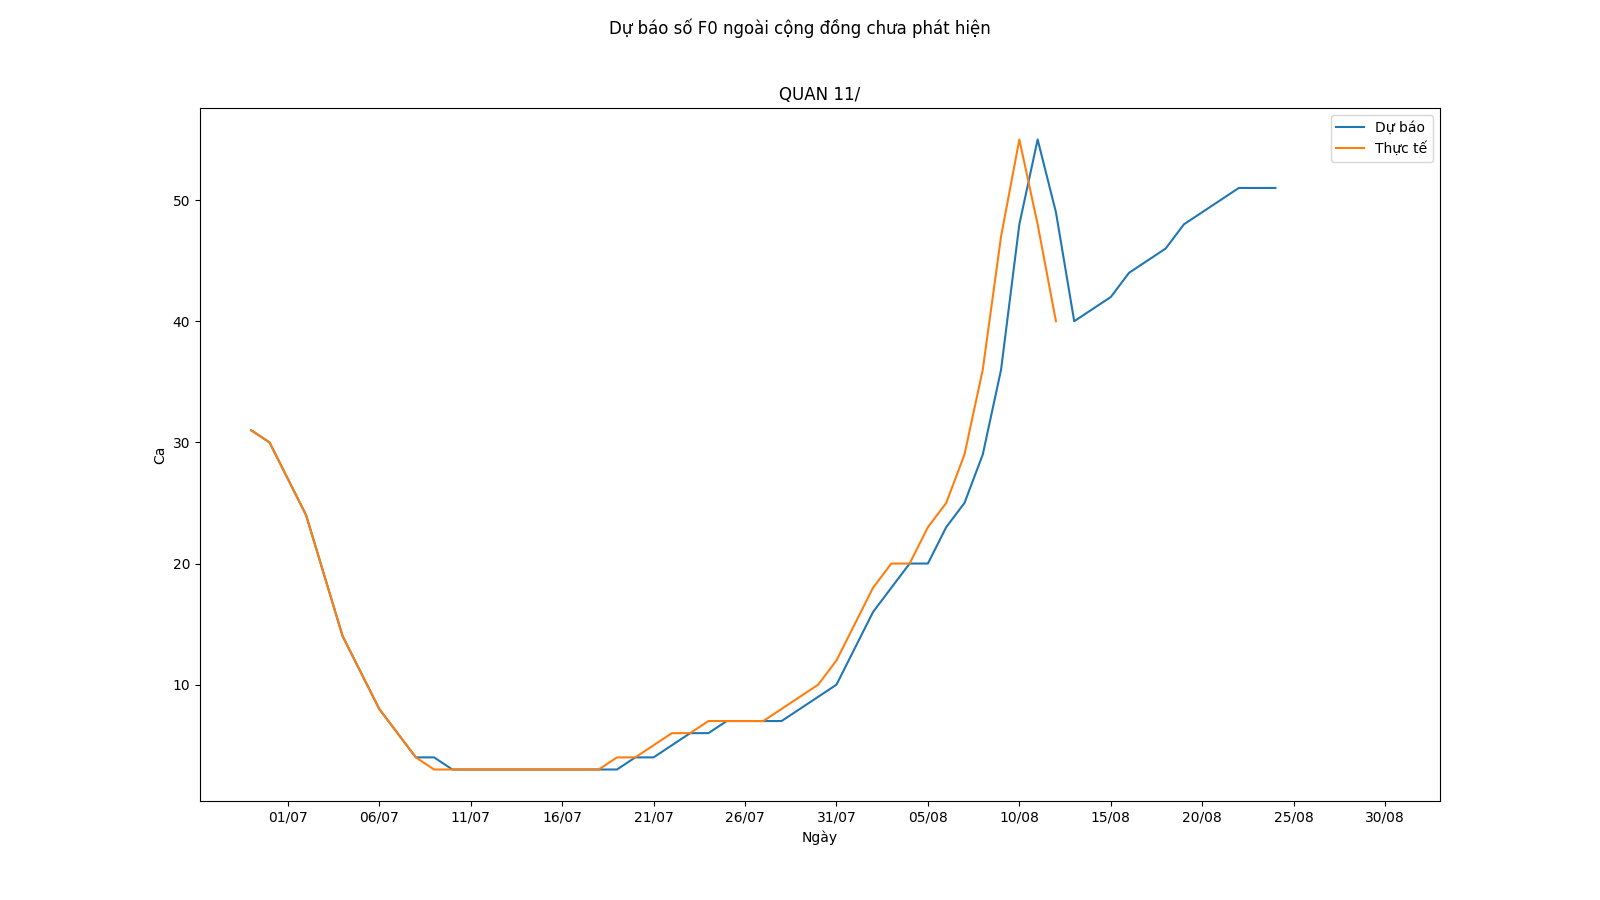 Dự báo số F0 ngoài cộng đồng chưa phát hiện
QUAN 11/
Dự báo
Thực tế
50
40
30
20
10
Ca
01/07 06/07 11/07 16/07 21/07 26/07 31/07 05/08 10/08 15/08 20/08 25/08 30/08
Ngày